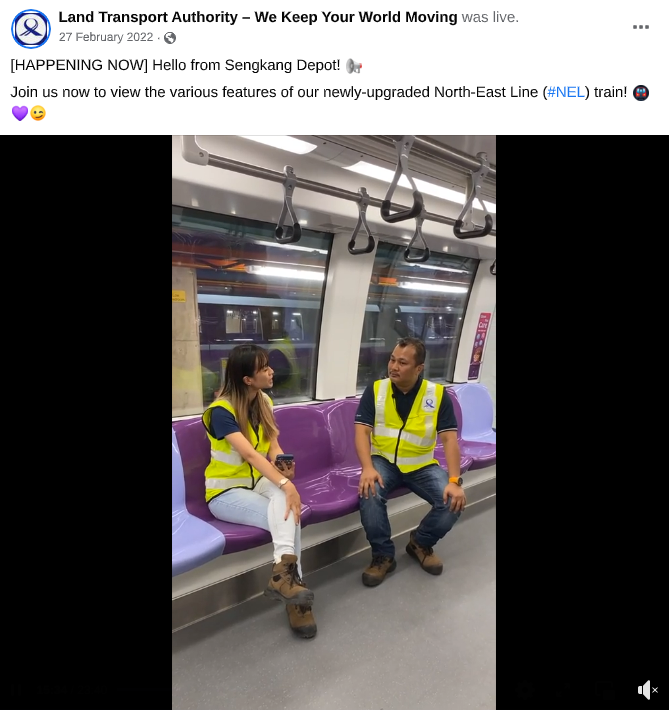 Land Transport Authority – We Keep Your World Moving was live.
27 February 2022 ·
[HAPPENING NOW] Hello from Sengkang Depot!
Join us now to view the various features of our newly-upgraded North-East Line (#NEL) train!
Care